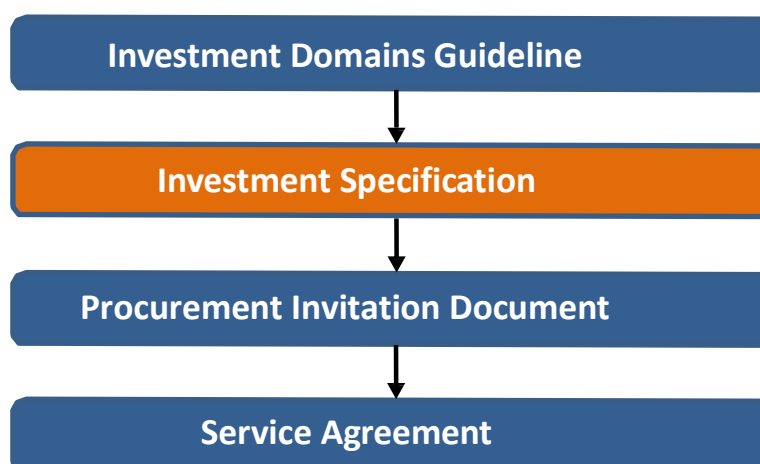 Investment Domains Guideline
Investment Specification
Procurement Invitation Document
Service Agreement